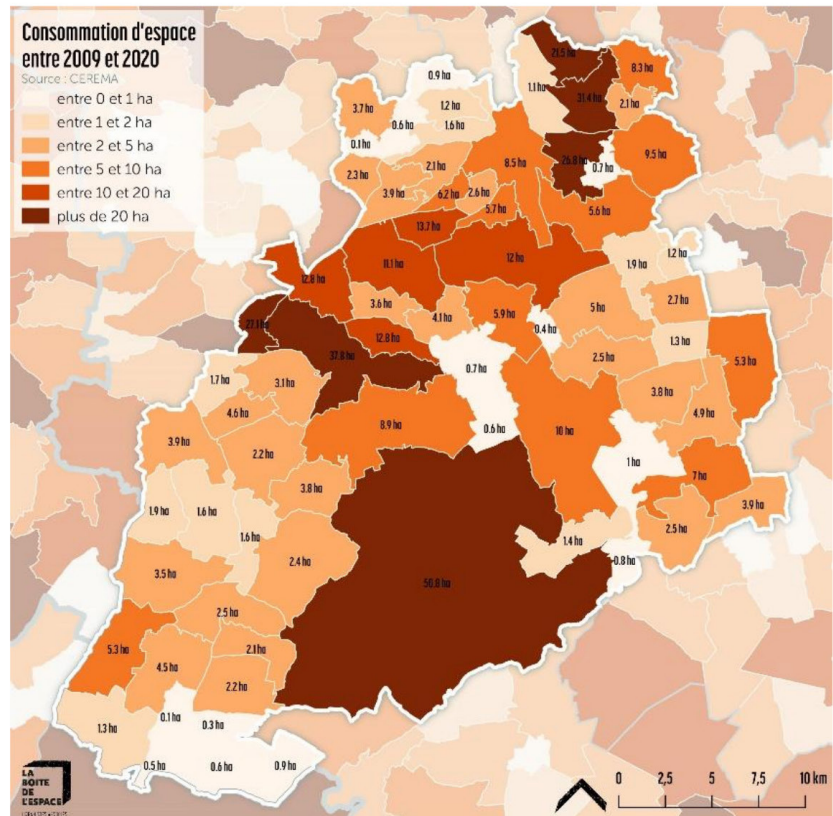 Consommation d'espace
entre 2009 et 2020
Source : CEREMA
entre 0 et 1 ha
entre 1 et 2 ha
entre 2 et 5 ha
entre 5 et 10 ha
entre 10 et 20 ha
plus de 20 ha
21.5 ha
8.3 ha
0.9 ha
1.1 ha
31.4 ha
2.1 ha
3.7 ha
1.2 ha
0.6 ha
1.6 ha
0.1 ha
26.8 ha
0.7 ha
9.5 ha
2.3 ha
2.1 ha
8.5 ha
3.9 ha
6.2 ha
2.6 ha
5.7 ha
5.6 ha
13.7 ha
12.8 ha
11.1 ha
12 ha
1.9 ha
1.2 ha
3.6 ha
4.1 ha
5.9 ha
0.4 ha
5 ha
2.7 ha
12.8 ha
37.8 ha
2.5 ha
1.3 ha
5.3 ha
0.7 ha
1.7 ha
3.1 ha
4.6 ha
3.8 ha
4.9 ha
8.9 ha
0.6 ha
10 ha
3.9 ha
2.2 ha
1 ha
7 ha
3.8 ha
1.9 ha
1.6 ha
1.6 ha
2.5 ha
3.9 ha
1.4 ha
2.4 ha
0.8 ha
3.5 ha
50.8 ha
2.5 ha
5.3 ha
2.1 ha
4.5 ha
2.2 ha
1.3 ha
0.1 ha
0.3 ha
0.5 ha
0.6 ha
0.9 ha
LA
BOITE
DE
L'ESPACE
0 2,5 5 7,5 10 km